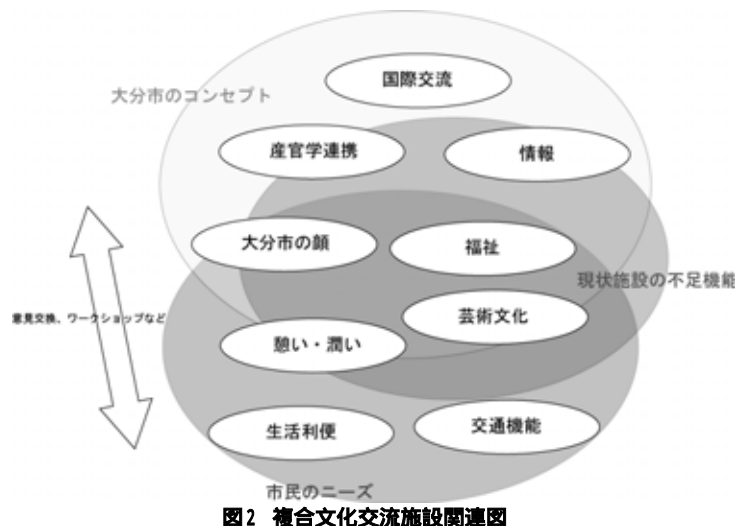 国際交流
大分市のコンセプト
産官学連携
情報
大分市の顔
福祉
現状施設の不足機能
芸術文化
意見交換、ワークショップなど
憩い・潤い
生活利便
交通機能
市民のニーズ
図2 複合文化交流施設関連図